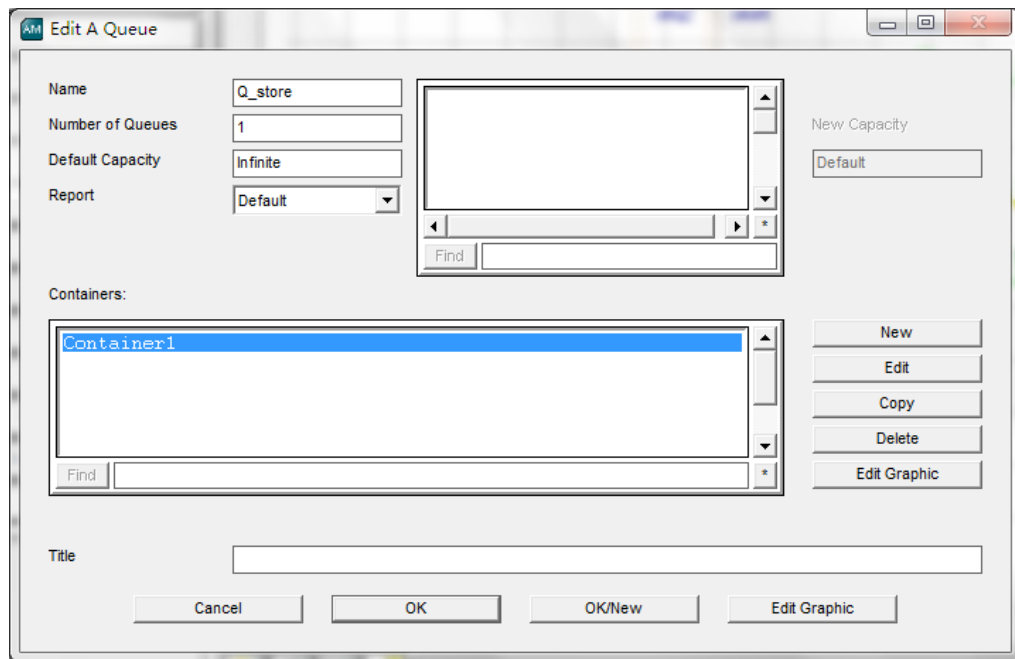 AM Edit A Queue
Name Q_store
Number of Queues 1
New Capacity
Default Capacity Infinite
Default
Report Default
*
Find
Containers:
Container1
New
Edit
Copy
Delete
Find *
Edit Graphic
Title
Cancel OK OK/New Edit Graphic